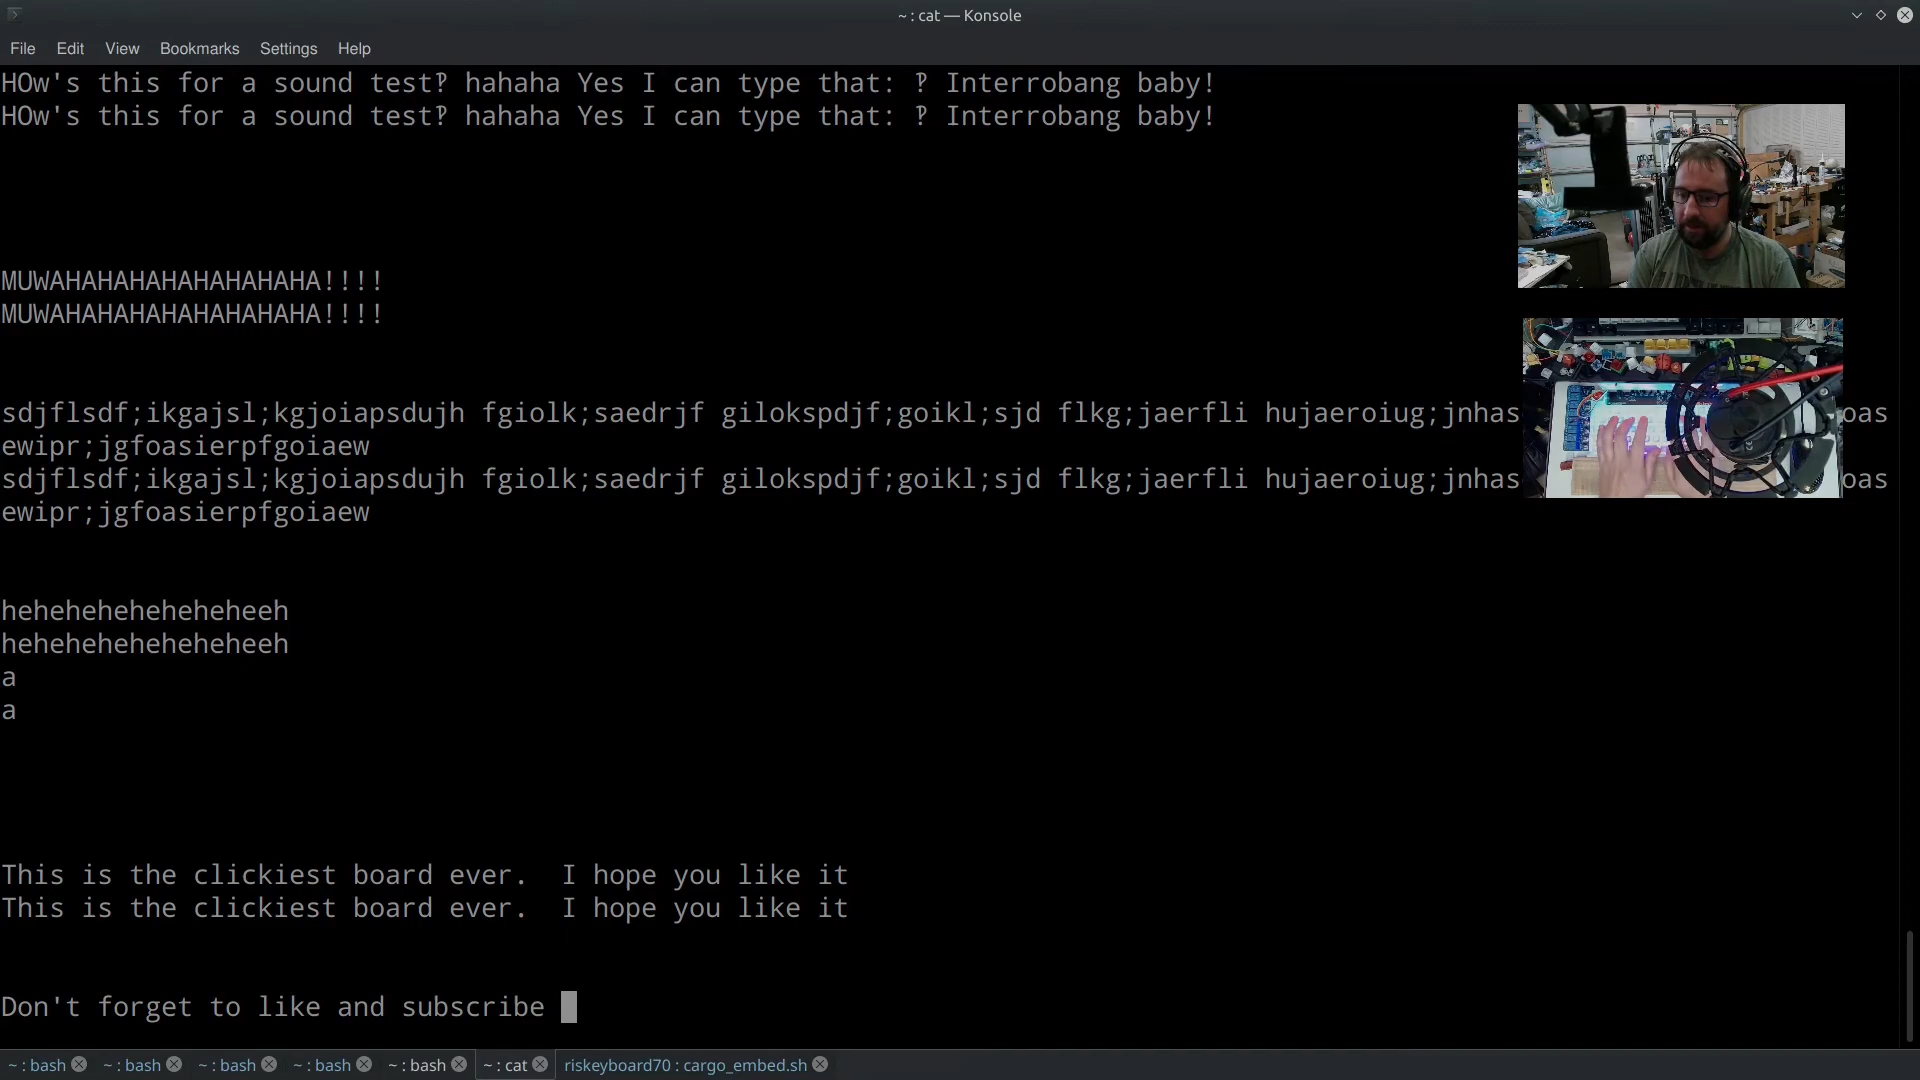 ~ : cat — Konsole
File Edit View Bookmarks Settings Help
HOw's this for a sound test‽ hahaha Yes I can type that: ‽ Interrobang baby!
HOw's this for a sound test‽ hahaha Yes I can type that: ‽ Interrobang baby!
MUWAHAHAHAHAHAHAHAHA!!!!
MUWAHAHAHAHAHAHAHAHA!!!!
sdjflsdf;ikgajsl;kgjoiapsdujh fgiolk;saedrjf gilokspdjf;goikl;sjd flkg;jaerfli hujaeroiug;jnhas oas
ewipr;jgfoasierpfgoiaew
sdjflsdf;ikgajsl;kgjoiapsdujh fgiolk;saedrjf gilokspdjf;goikl;sjd flkg;jaerfli hujaeroiug;jnhas oas
ewipr;jgfoasierpfgoiaew
heheheheheheheheeh
heheheheheheheheeh
a
a
This is the clickiest board ever.  I hope you like it
This is the clickiest board ever.  I hope you like it
Don't forget to like and subscribe
~ : bash ~ : bash ~ : bash ~ : bash ~ : bash ~ : cat riskeyboard70 : cargo_embed.sh